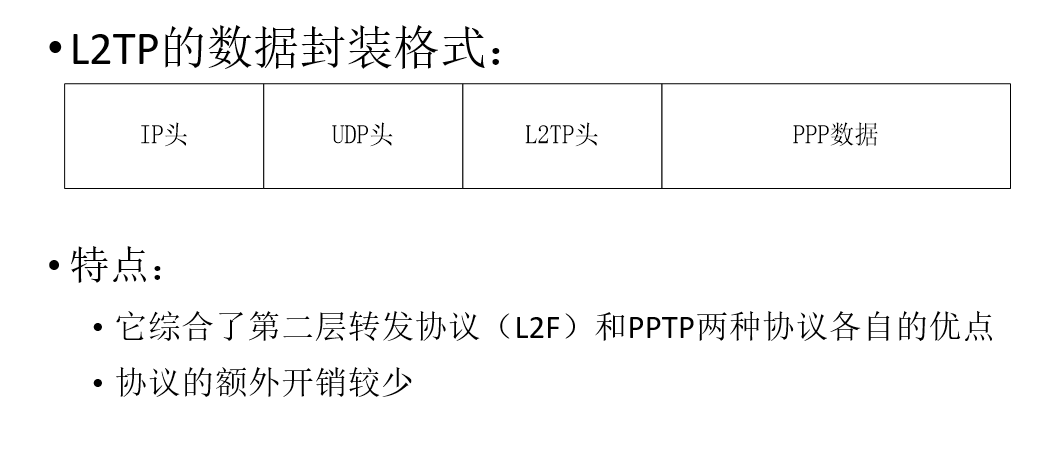 •L2TP的数据封装格式：
IP头 UDP头 L2TP头 PPP数据
•特点：
•它综合了第二层转发协议（L2F）和PPTP两种协议各自的优点
•协议的额外开销较少